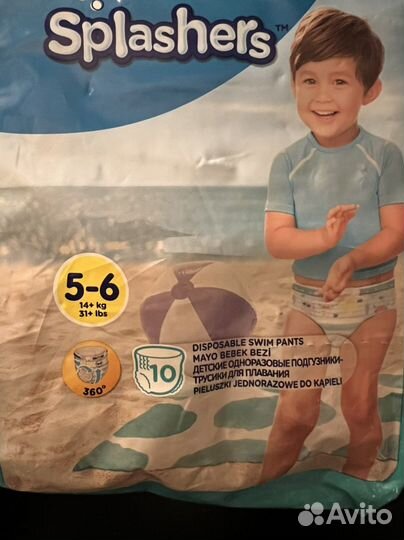 Splashers™
5-6
14+ kg
31+ lbs
360°
10
DISPOSABLE SWIM PANTS
MAYO BEBEK BEZİ
ДЕТСКИЕ ОДНОРАЗОВЫЕ ПОДГУЗНИКИ-
ТРУСИКИ ДЛЯ ПЛАВАНИЯ
PIELUSZKI JEDNORAZOWE DO KĄPIELI
Avito